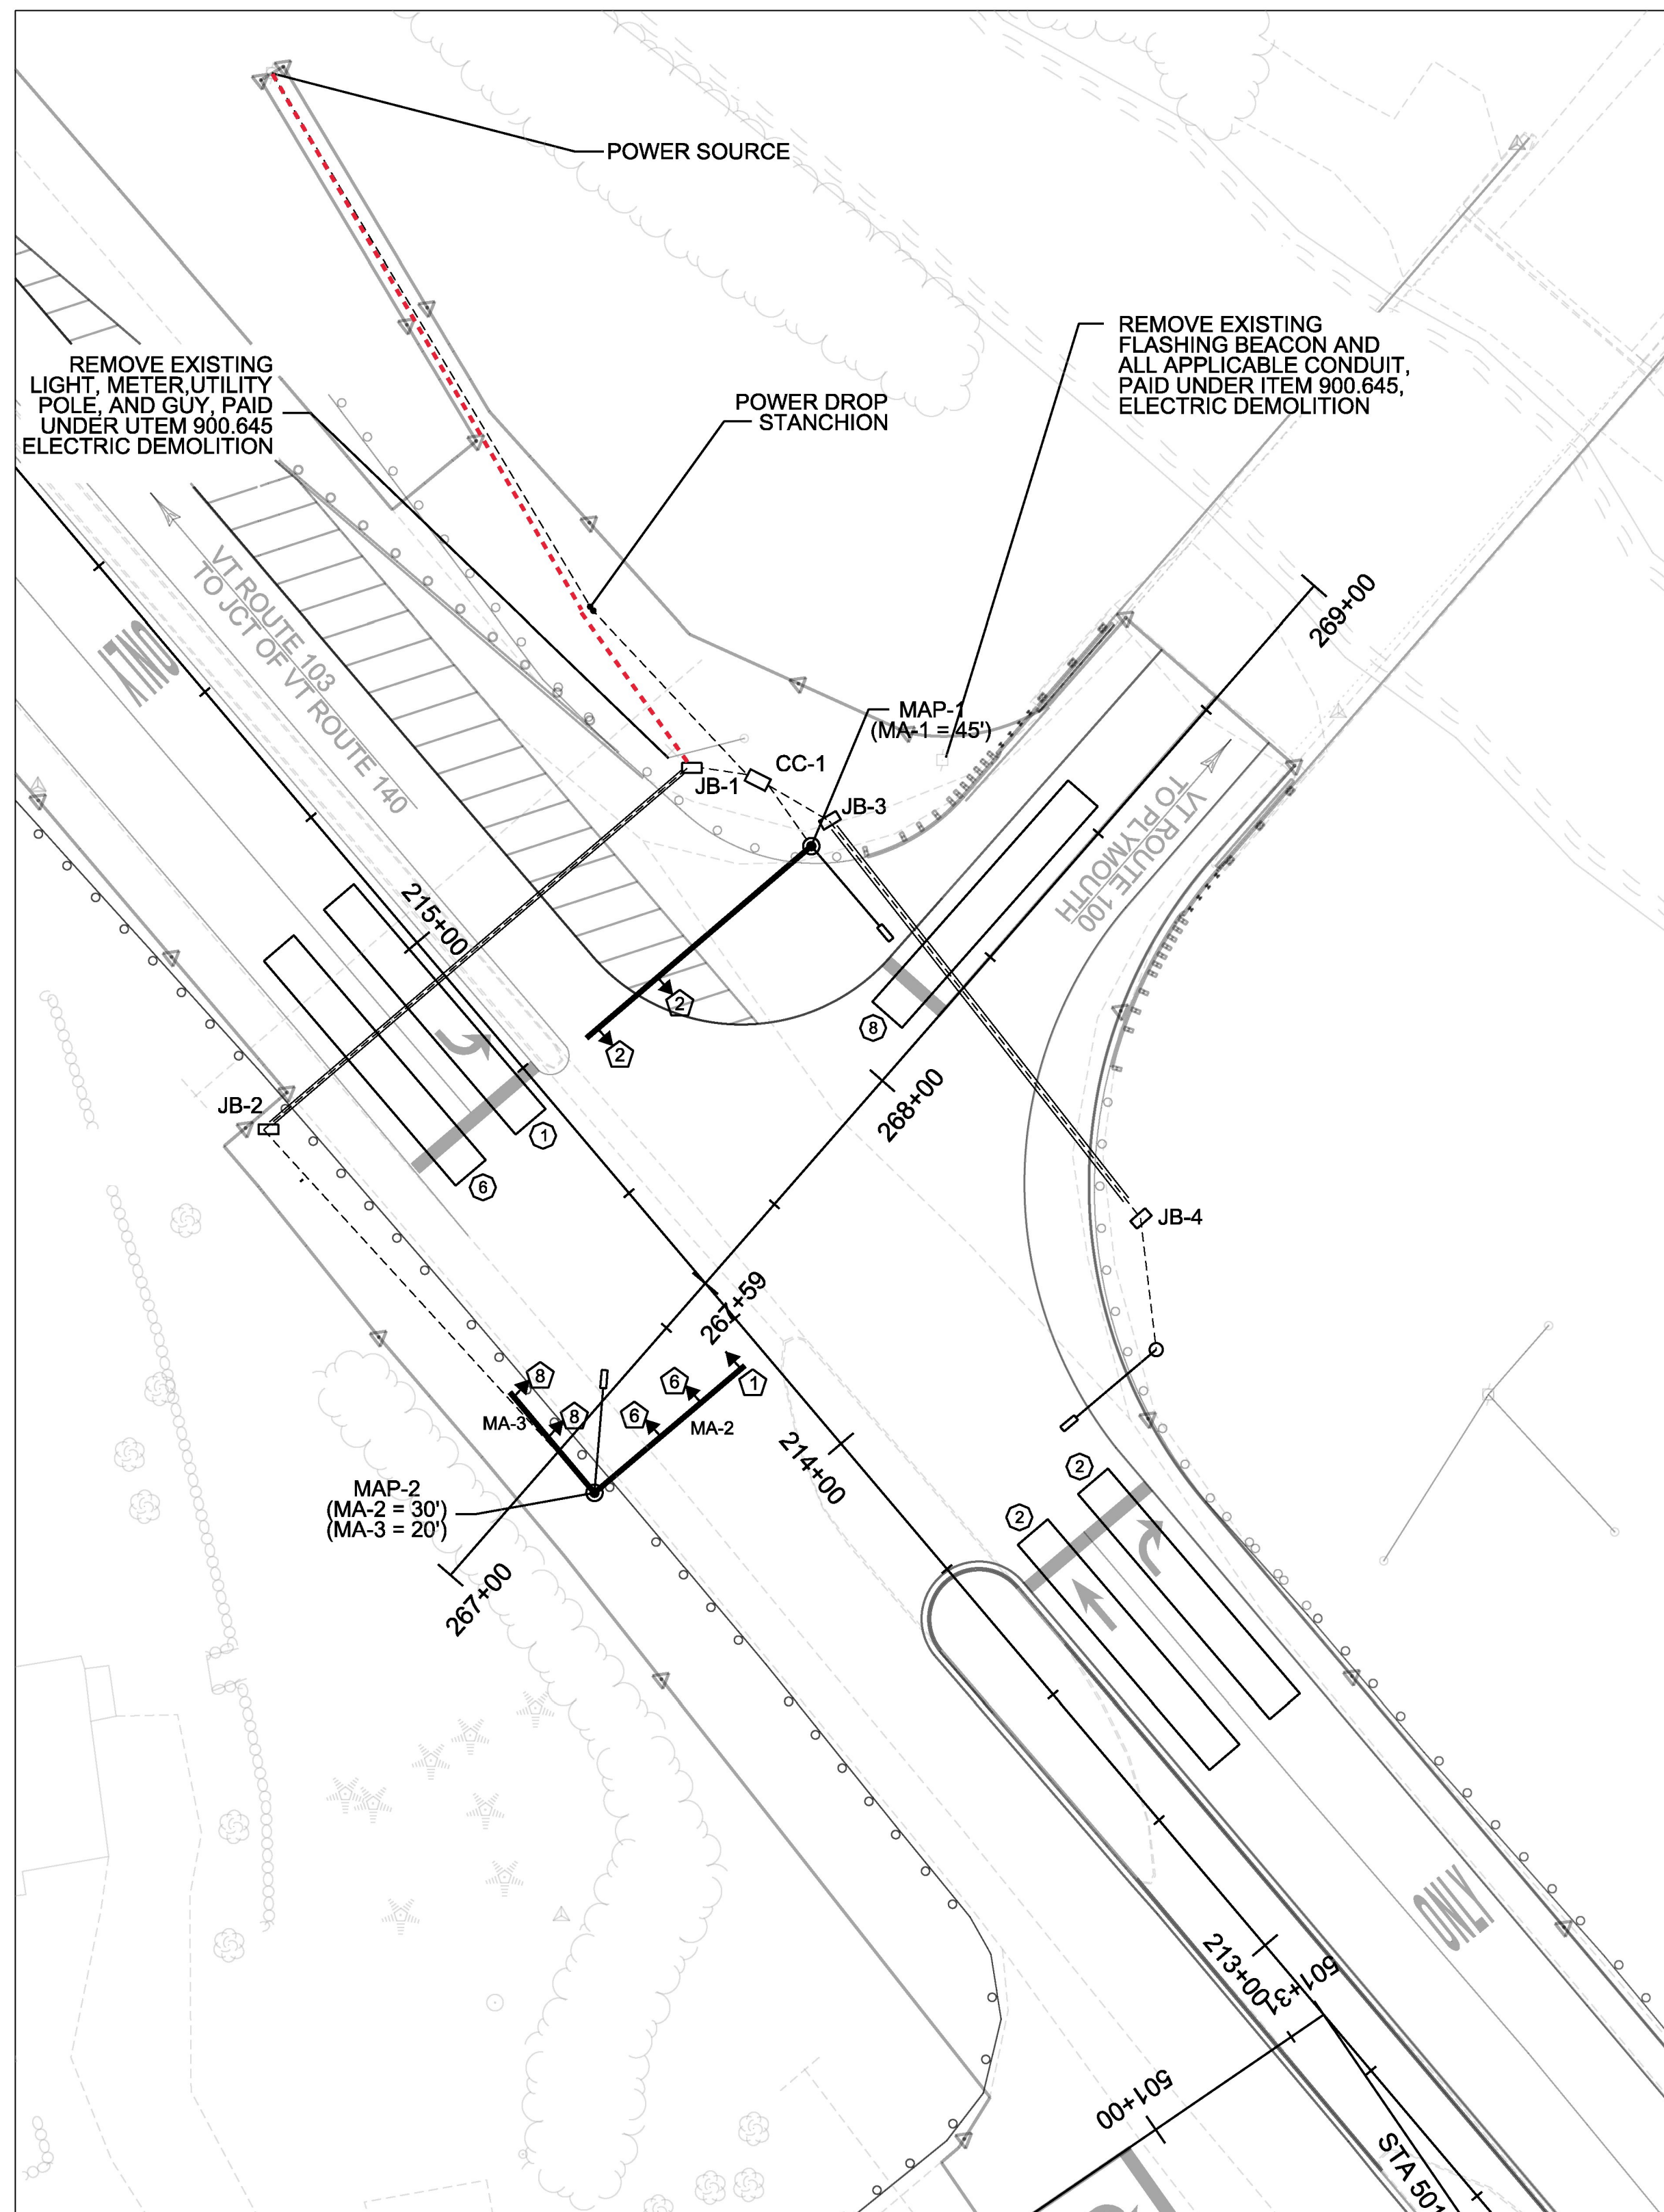 POWER SOURCE
REMOVE EXISTING
FLASHING BEACON AND
ALL APPLICABLE CONDUIT,
PAID UNDER ITEM 900.645,
ELECTRIC DEMOLITION
REMOVE EXISTING
LIGHT, METER,UTILITY
POLE, AND GUY, PAID
UNDER UTEM 900.645
ELECTRIC DEMOLITION
POWER DROP
STANCHION
VT ROUTE 103
TO JCT OF VT ROUTE 140
ONLY
269+00
MAP-1
(MA-1 = 45')
CC-1
JB-1
JB-3
VT ROUTE 100
TO PLYMOUTH
215+00
2
2
8
JB-2
1
6
268+00
JB-4
267+59
8
8
6
6
1
MA-3
MA-2
214+00
MAP-2
(MA-2 = 30')
(MA-3 = 20')
267+00
2
2
ONLY
213+00
501+31
501+00
STA 501